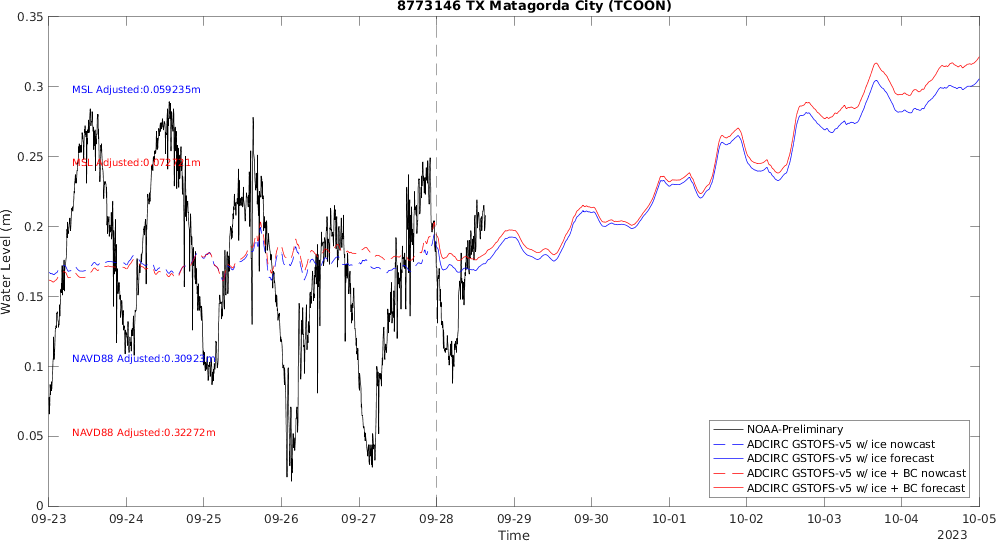 8773146 TX Matagorda City (TCOON)
0.35
0.3
0.25
0.2
0.15
0.1
0.05
0
Water Level (m)
MSL Adjusted:0.059235m
MSL
NAVD88 Adjusted:0.30923m
NAVD88 Adjusted:0.32272m
NOAA-Preliminary
ADCIRC GSTOFS-v5 w/ ice nowcast
ADCIRC GSTOFS-v5 w/ ice forecast
ADCIRC GSTOFS-v5 w/ ice + BC nowcast
ADCIRC GSTOFS-v5 w/ ice + BC forecast
09-23 09-24 09-25 09-26 09-27 09-28 09-29 09-30 10-01 10-02 10-03 10-04 10-05
Time
2023